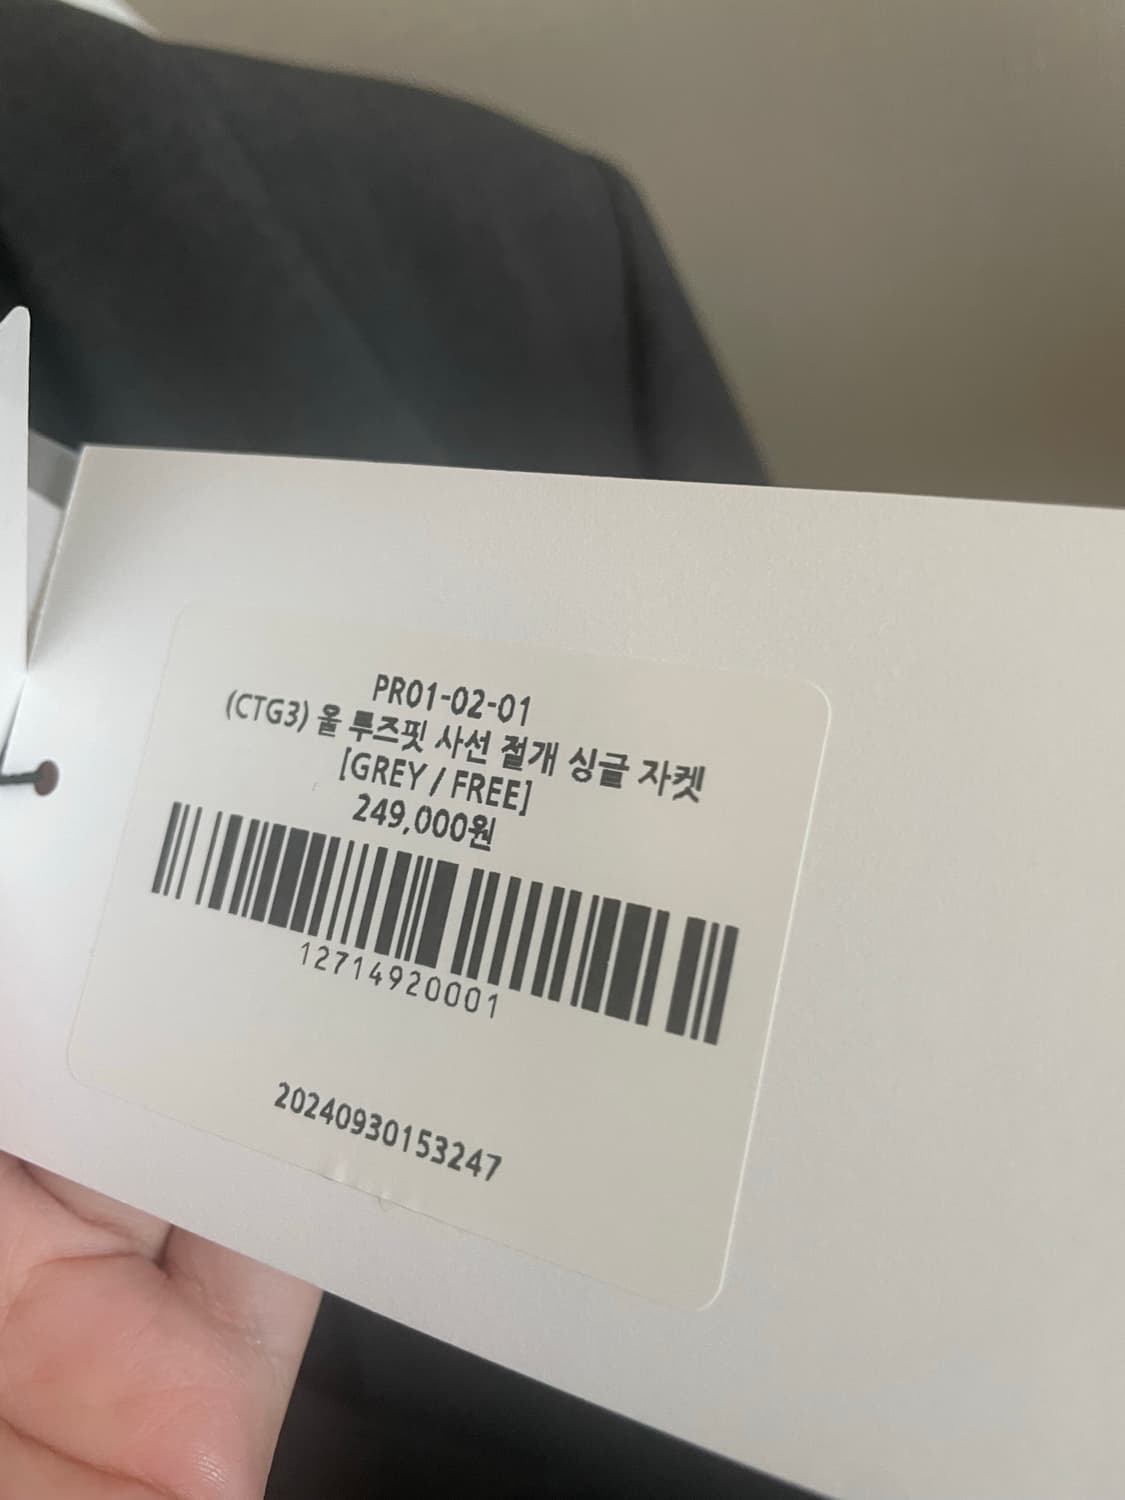 PR01-02-01
(CTG3) 울 루즈핏 사선 절개 싱글 자켓
[GREY / FREE]
249,000원
12714920001
20240930153247